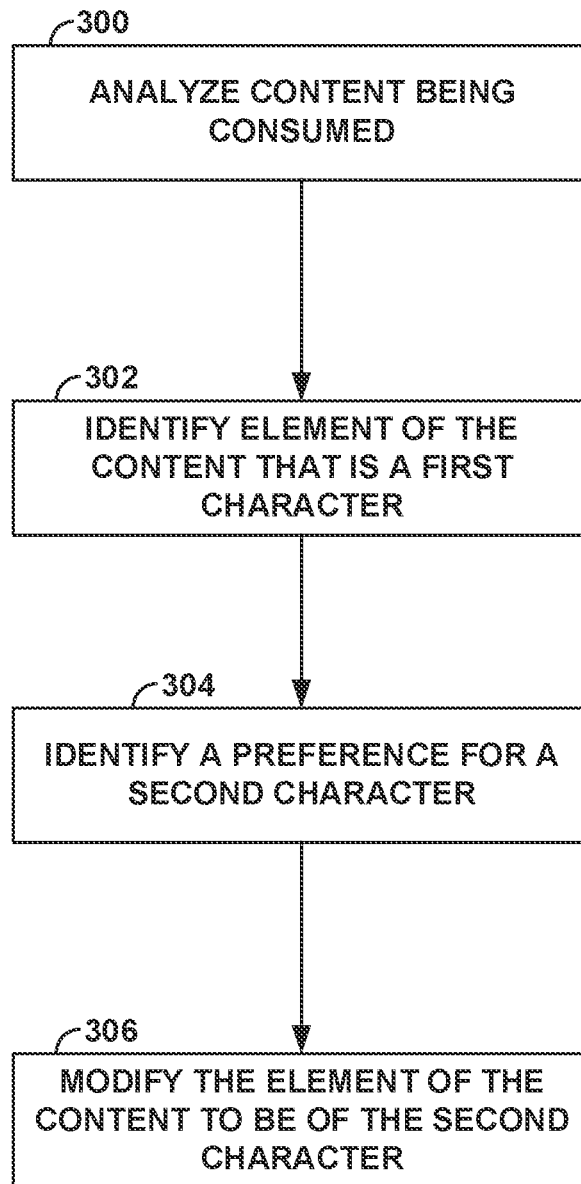 300
ANALYZE CONTENT BEING
CONSUMED
302
IDENTIFY ELEMENT OF THE
CONTENT THAT IS A FIRST
CHARACTER
304
IDENTIFY A PREFERENCE FOR A
SECOND CHARACTER
306
MODIFY THE ELEMENT OF THE
CONTENT TO BE OF THE SECOND
CHARACTER